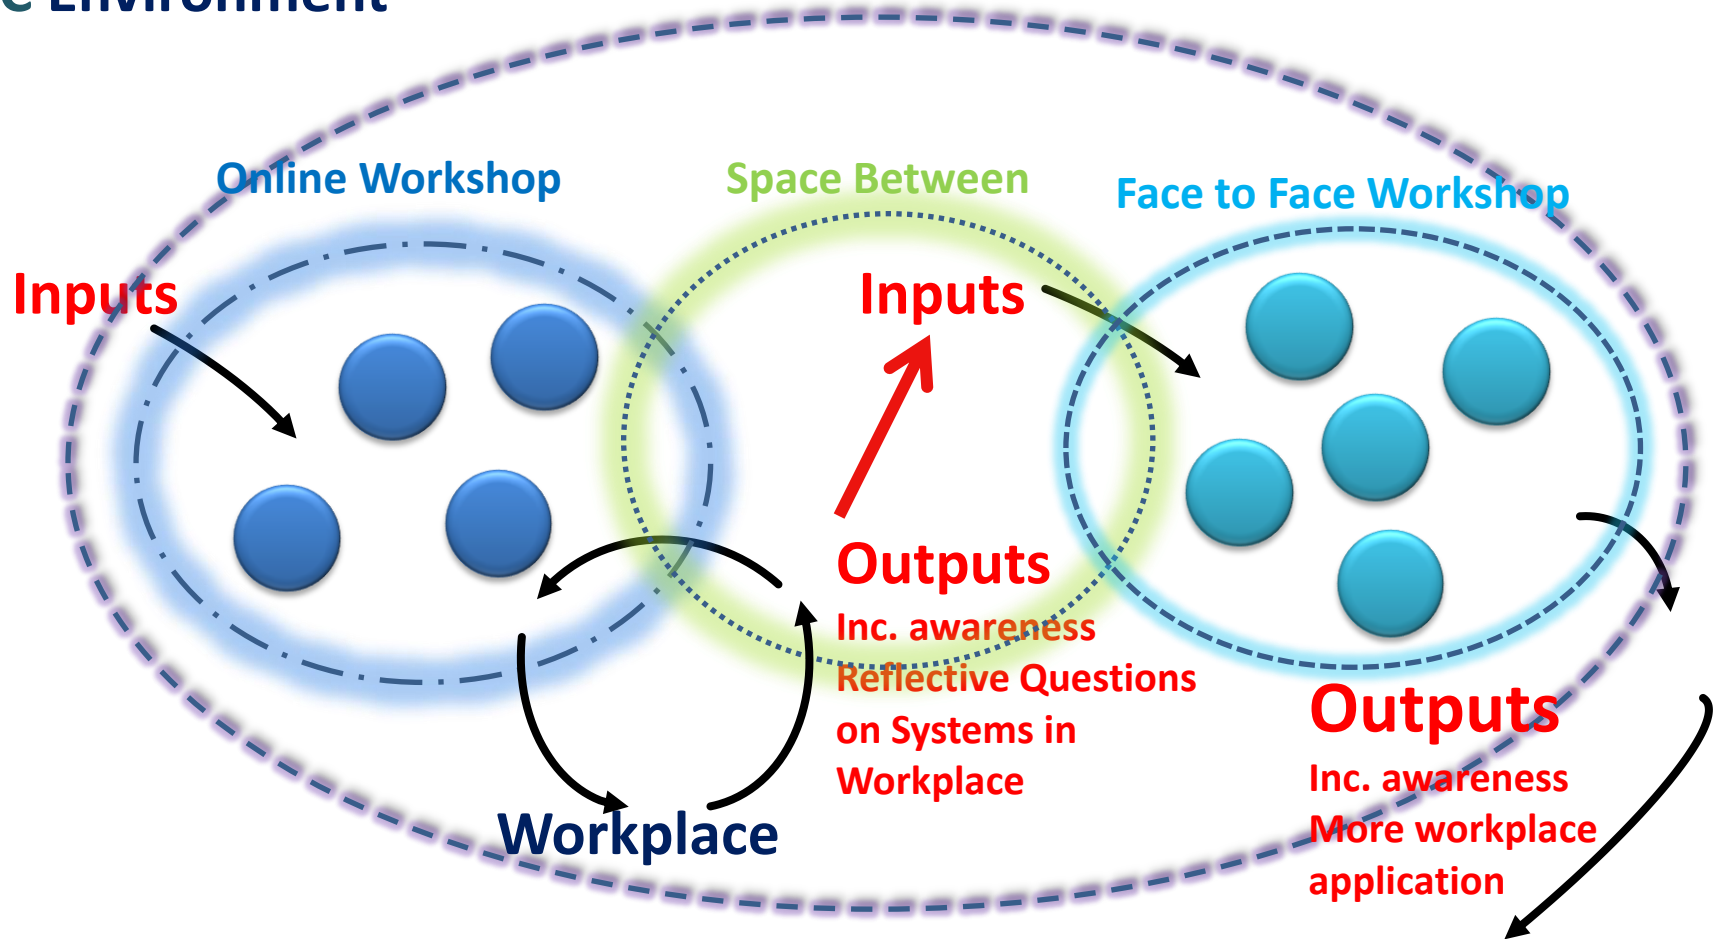 Environment
Online Workshop
Space Between
Face to Face Workshop
Inputs
Inputs
Outputs
Inc. awareness
Reflective Questions
on Systems in
Workplace
Workplace
Outputs
Inc. awareness
More workplace
application